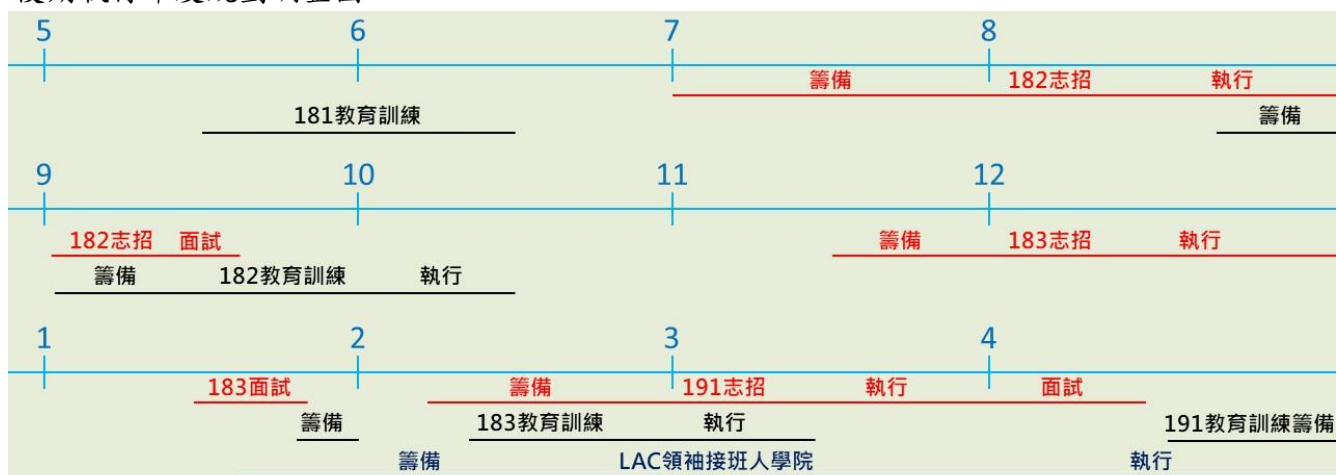 5 6 7 8
籌備 182志招 執行
181教育訓練 籌備
9 10 11 12
182志招 面試 籌備 183志招 執行
籌備 182教育訓練 執行
1 2 3 4
183面試 籌備 191志招 執行 面試
籌備 183教育訓練 執行 191教育訓練籌備
籌備 LAC領袖接班人學院 執行